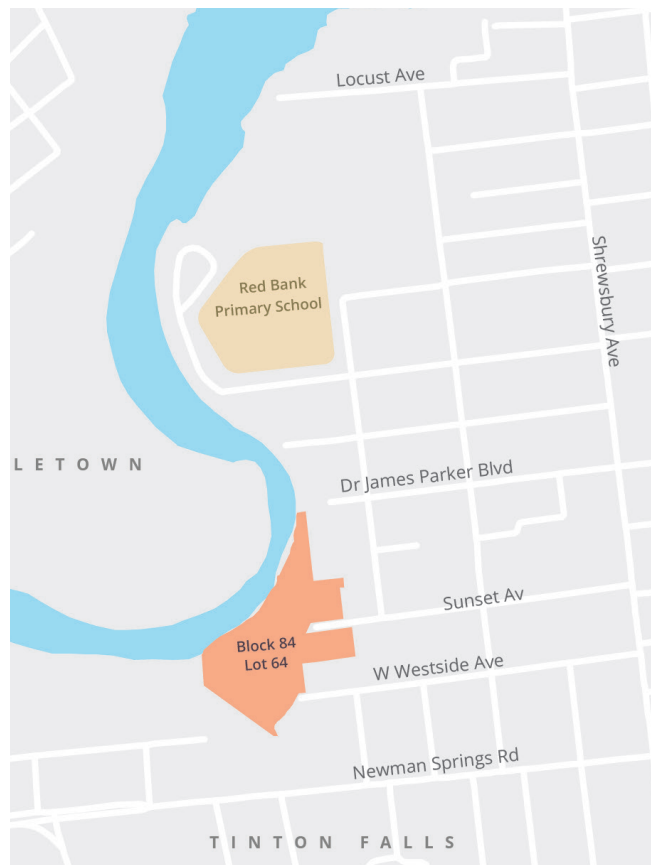 Locust Ave
Shrewsbury Ave
Red Bank
Primary School
LETOWN
Dr James Parker Blvd
Sunset Av
Block 84
Lot 64
W Westside Ave
Newman Springs Rd
TINTON FALLS